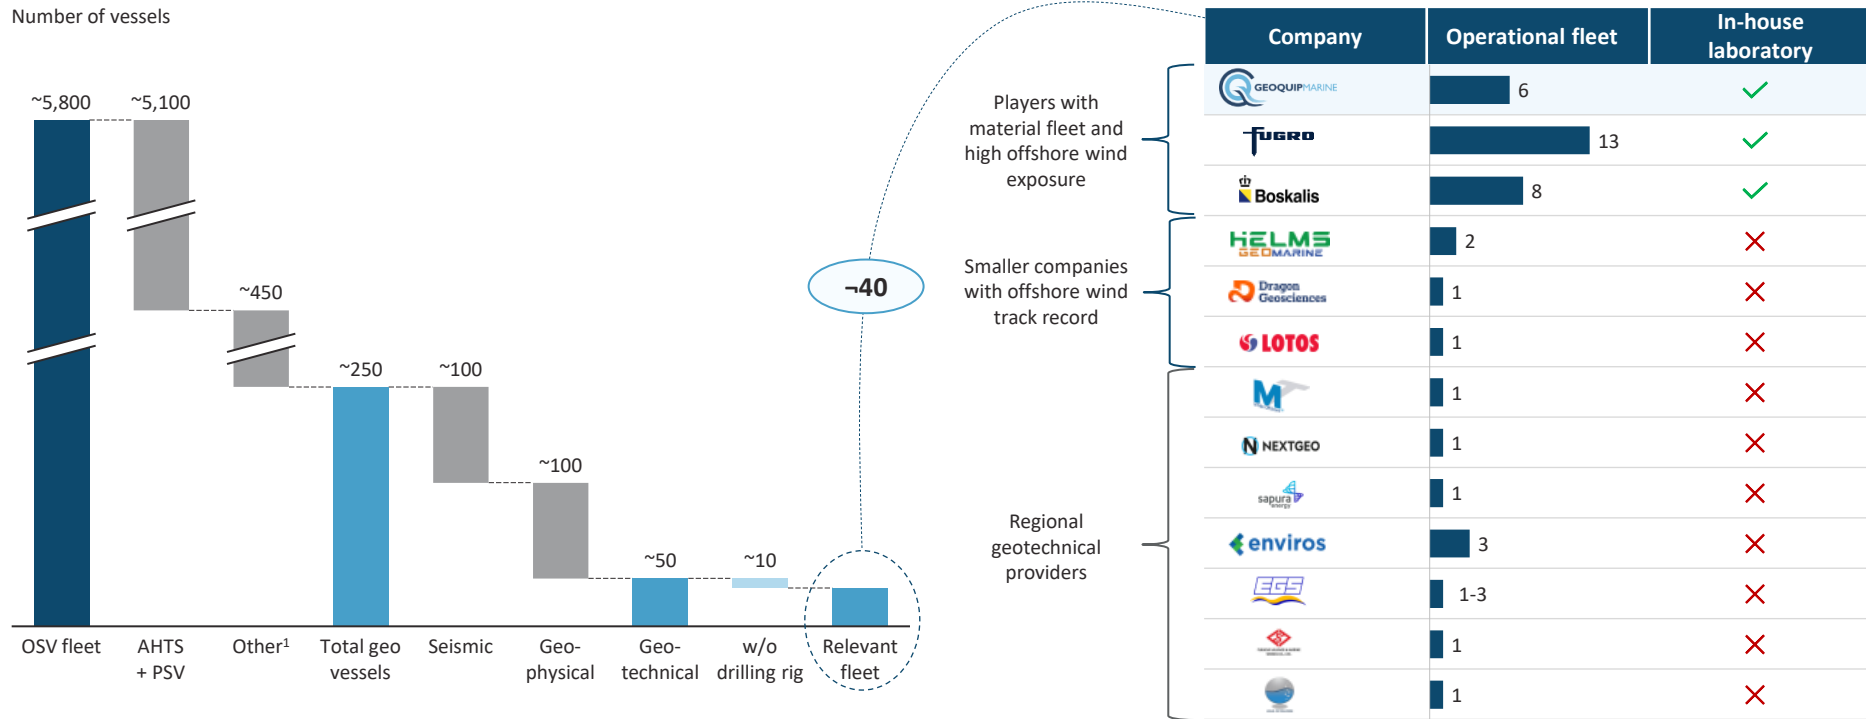 Number of vessels
~5,800
~5,100
~450
~250
~100
~100
~50
~10
¬40
OSV fleet
AHTS
+ PSV
Other¹
Total geo
vessels
Seismic
Geo-
physical
Geo-
technical
w/o
drilling rig
Relevant
fleet
Players with
material fleet and
high offshore wind
exposure
Smaller companies
with offshore wind
track record
Regional
geotechnical
providers
Company
Operational fleet
In-house
laboratory
GEOQUIPMARINE
6
FUGRO
13
Boskalis
8
HELMS
GEOMARINE
2
Dragon
Geosciences
1
LOTOS
1
M
1
NEXTGEO
1
sapura
energy
1
enviros
3
EGS
1-3
1
1